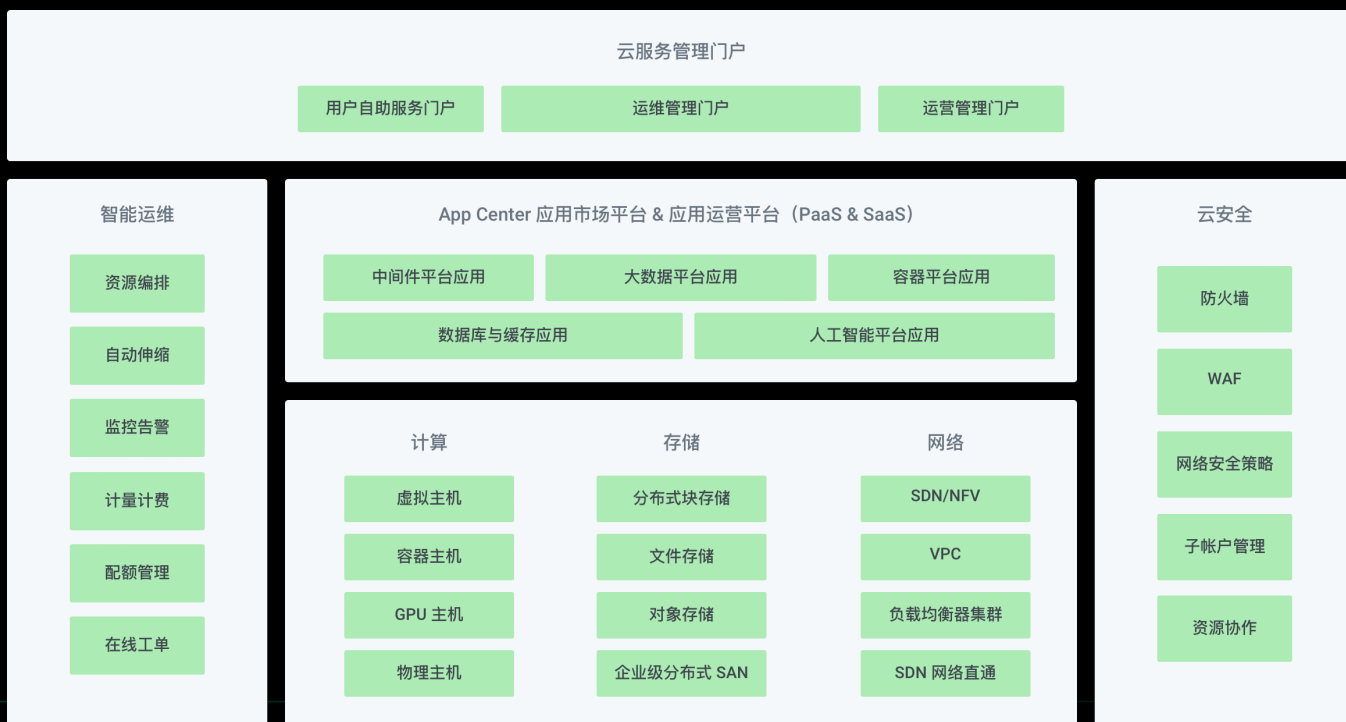 云服务管理门户
用户自助服务门户
运维管理门户
运营管理门户
智能运维
资源编排
自动伸缩
监控告警
计量计费
配额管理
在线工单
App Center 应用市场平台 & 应用运营平台（PaaS & SaaS）
中间件平台应用
大数据平台应用
容器平台应用
数据库与缓存应用
人工智能平台应用
计算
虚拟主机
容器主机
GPU 主机
物理主机
存储
分布式块存储
文件存储
对象存储
企业级分布式 SAN
网络
SDN/NFV
VPC
负载均衡器集群
SDN 网络直通
云安全
防火墙
WAF
网络安全策略
子帐户管理
资源协作